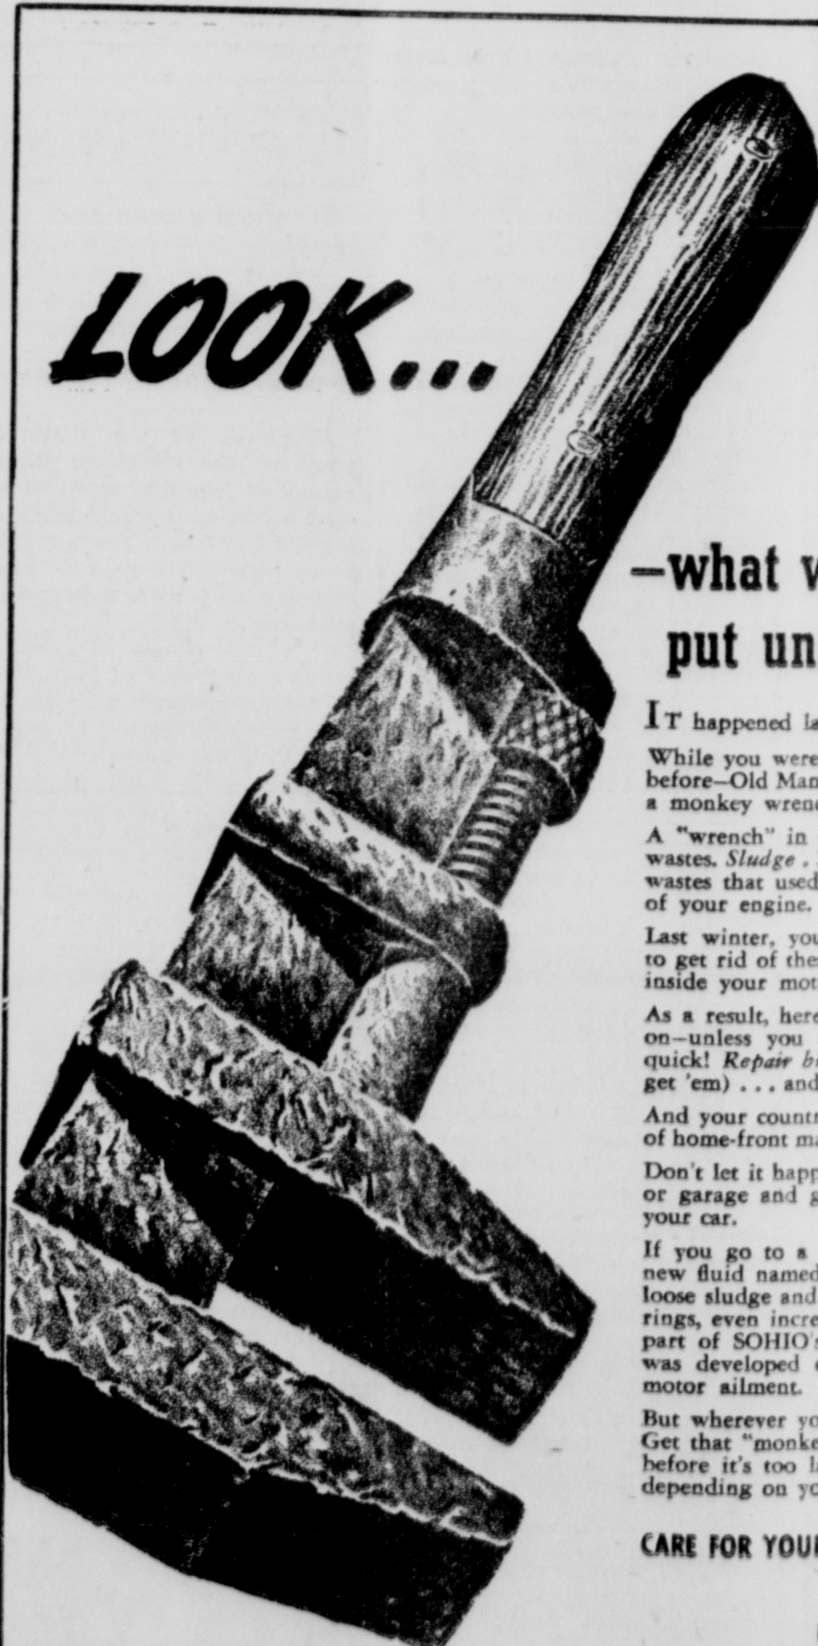 LOOK...
—what
put un
IT happened la
While you were
before—Old Man
a monkey wrenc
A "wrench" in
wastes. Sludge .
wastes that used
of your engine.
Last winter, you
to get rid of the
inside your mot
As a result, here
on—unless you
quick! Repair b
get 'em) . . . and
And your countr
of home-front ma
Don't let it happ
or garage and g
your car.
If you go to a
new fluid named
loose sludge and
rings, even incre
part of SOHIO'
was developed
motor ailment.
But wherever yo
Get that "monke
before it's too l
depending on yo
CARE FOR YOU